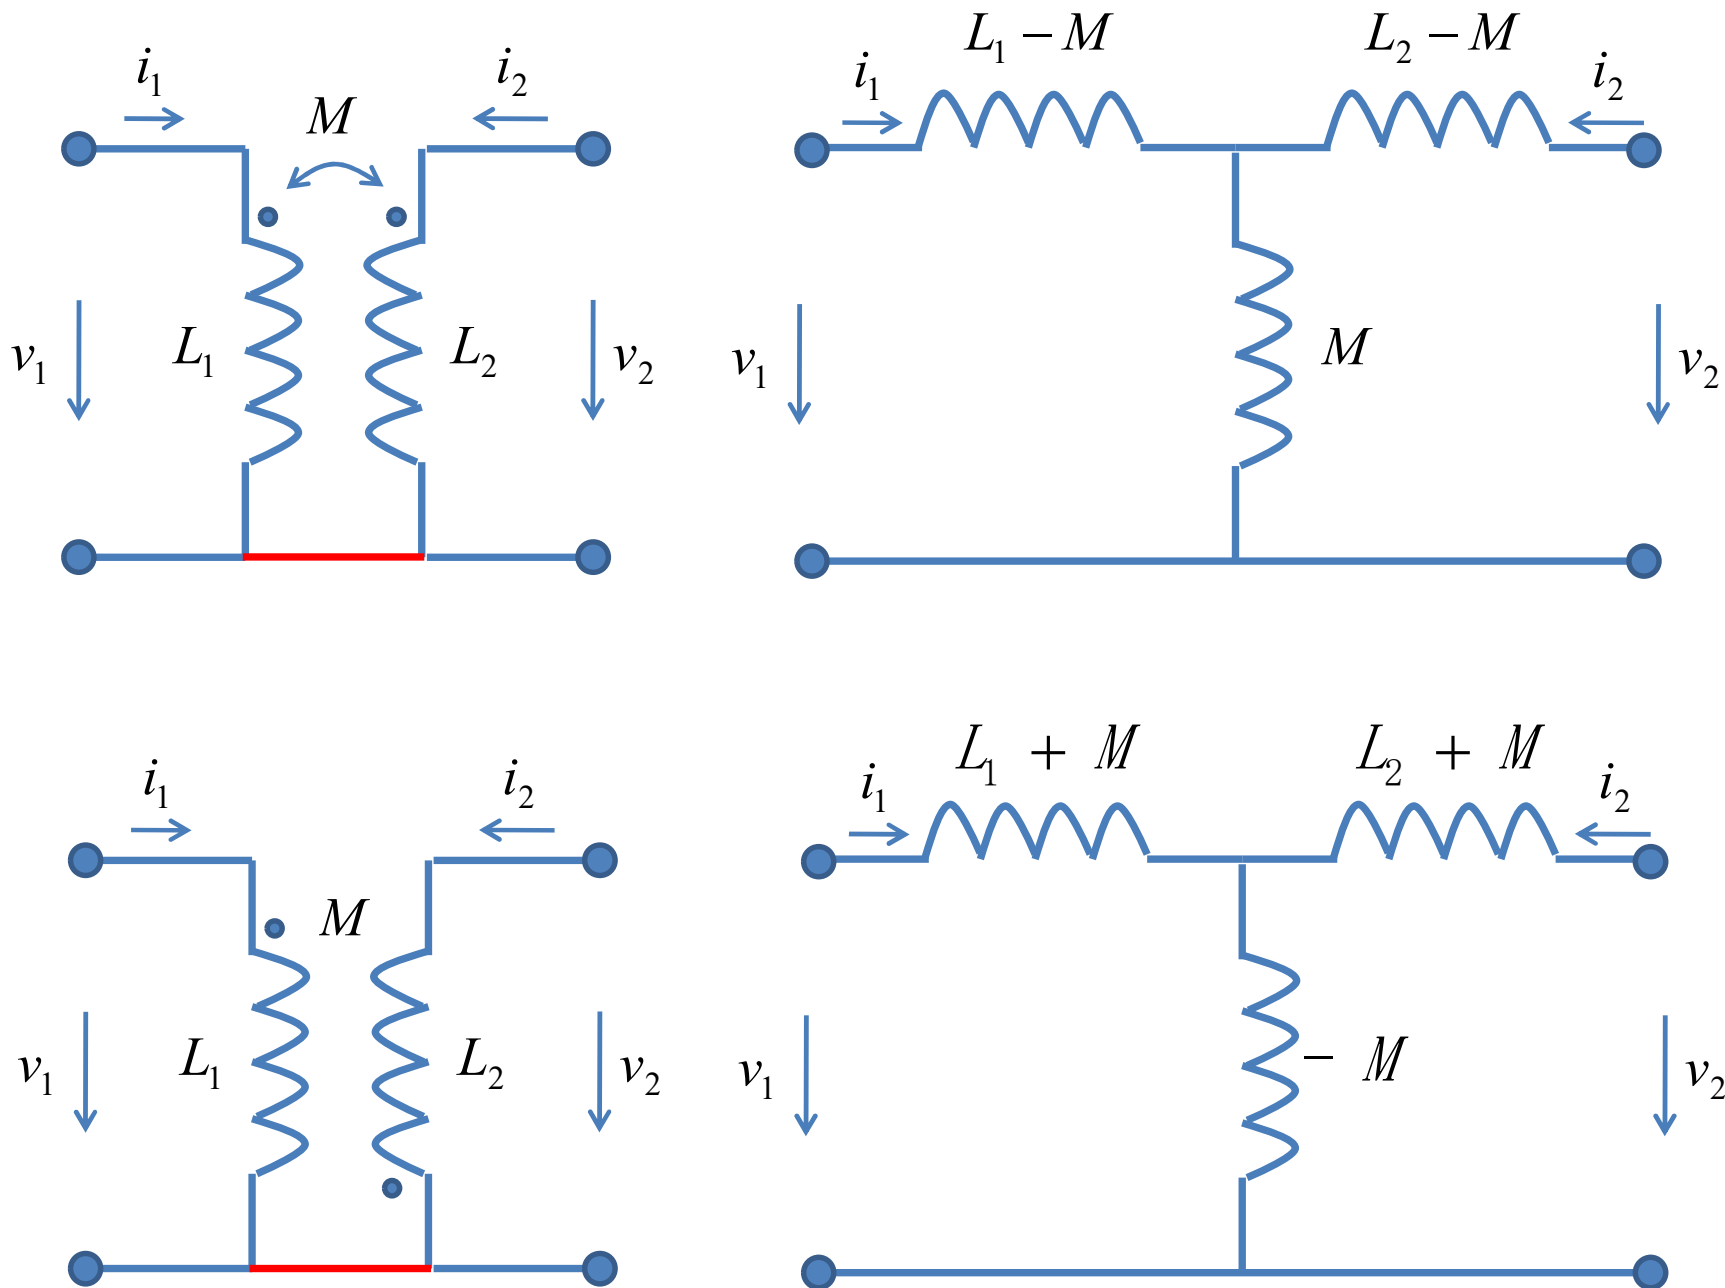 L₁ − M L₂ − M
i₁ i₂ i₁ i₂
M
v₁ L₁ L₂ v₂ v₁ M v₂
L₁ + M L₂ + M
i₁ i₂ i₁ i₂
M
v₁ L₁ L₂ v₂ v₁ − M v₂